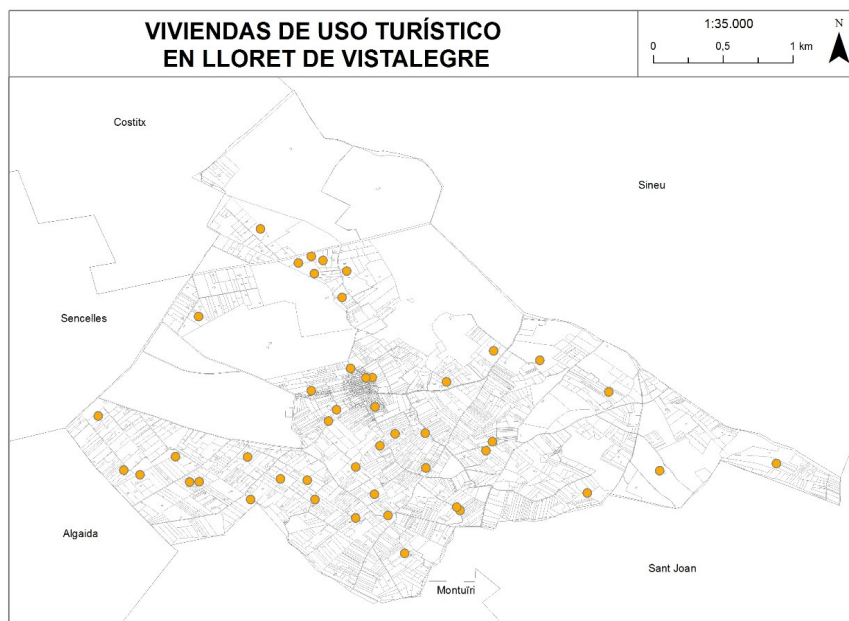 VIVIENDAS DE USO TURÍSTICO
EN LLORET DE VISTALEGRE
1:35.000
0 0,5 1 km
N
Costitx
Sineu
Sencelles
Algaida
Sant Joan
Montuïri